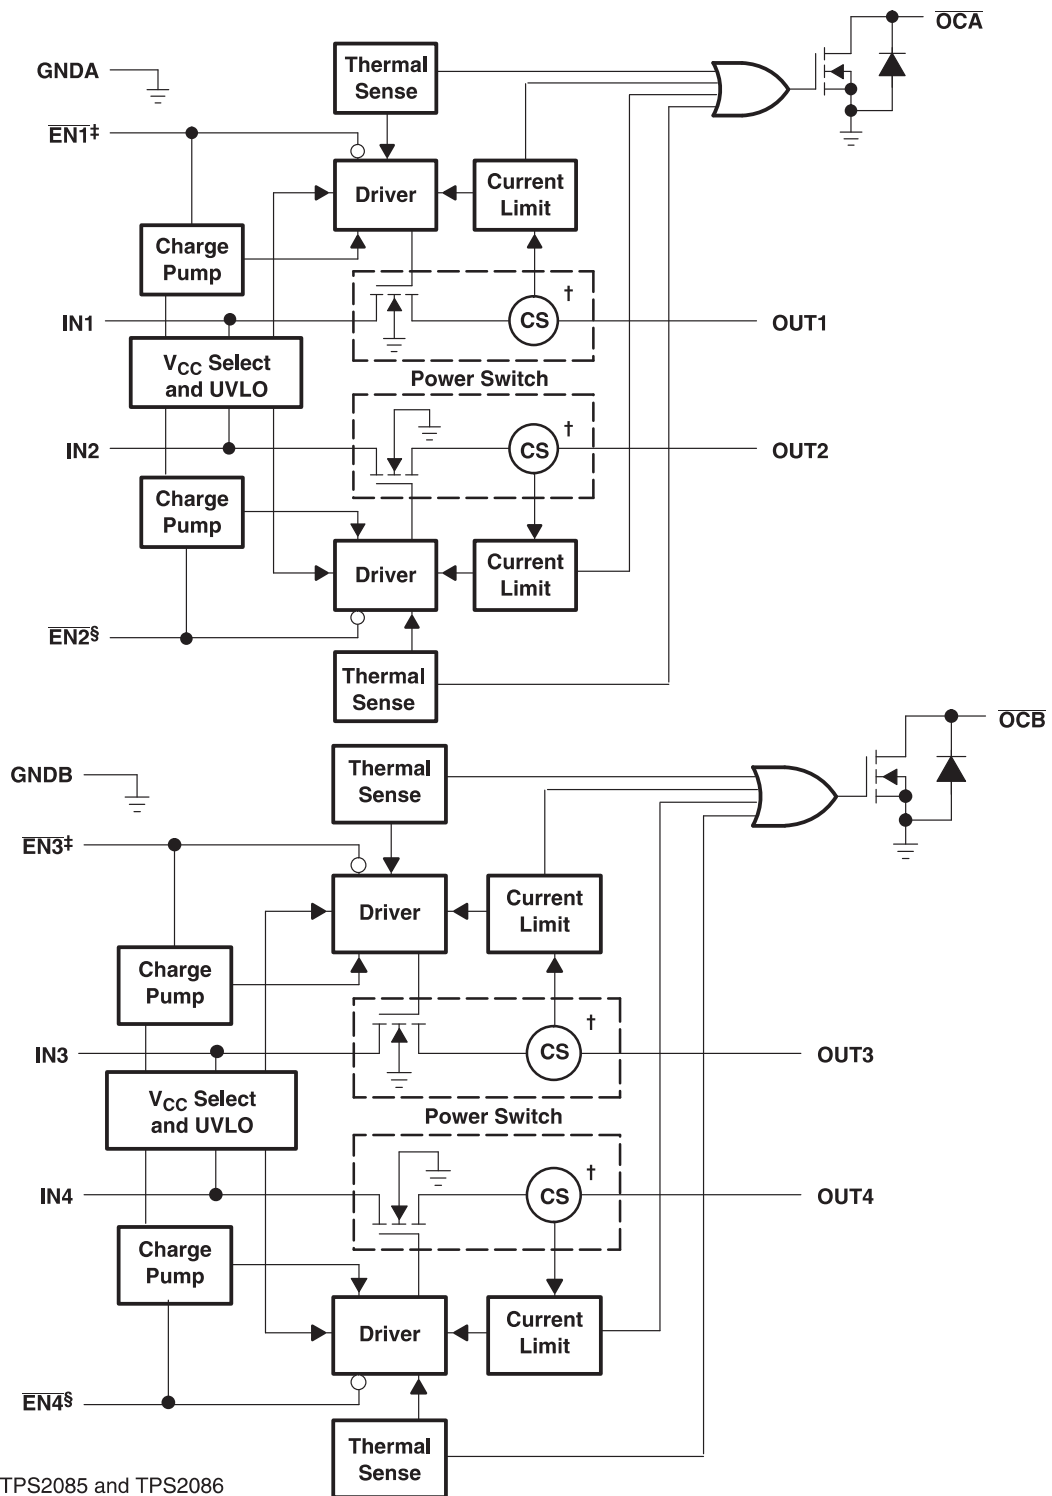 OCA
Thermal
Sense
GNDA
EN1‡
Driver
Current
Limit
Charge
Pump
†
IN1
CS
OUT1
VCC Select
and UVLO
Power Switch
†
IN2
CS
OUT2
Charge
Pump
Driver
Current
Limit
EN2§
Thermal
Sense
OCB
GNDB
Thermal
Sense
EN3‡
Driver
Current
Limit
Charge
Pump
†
IN3
CS
OUT3
VCC Select
and UVLO
Power Switch
†
IN4
CS
OUT4
Charge
Pump
Driver
Current
Limit
EN4§
Thermal
Sense
TPS2085 and TPS2086